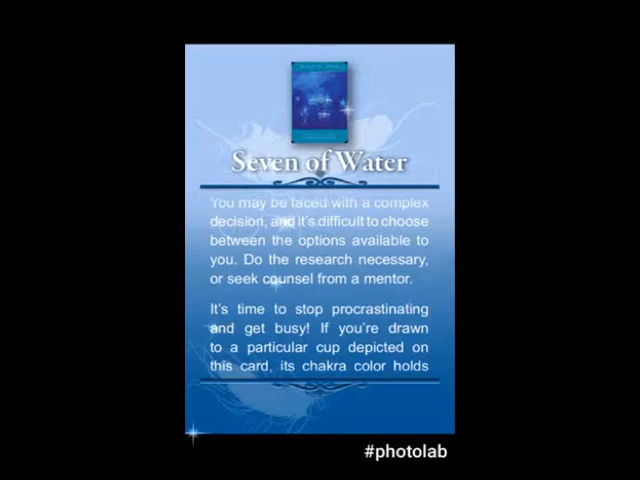 Seven of Water
You may be faced with a complex
decision, and it's difficult to choose
between the options available to
you. Do the research necessary,
or seek counsel from a mentor.
It's time to stop procrastinating
and get busy! If you're drawn
to a particular cup depicted on
this card, its chakra color holds
#photolab